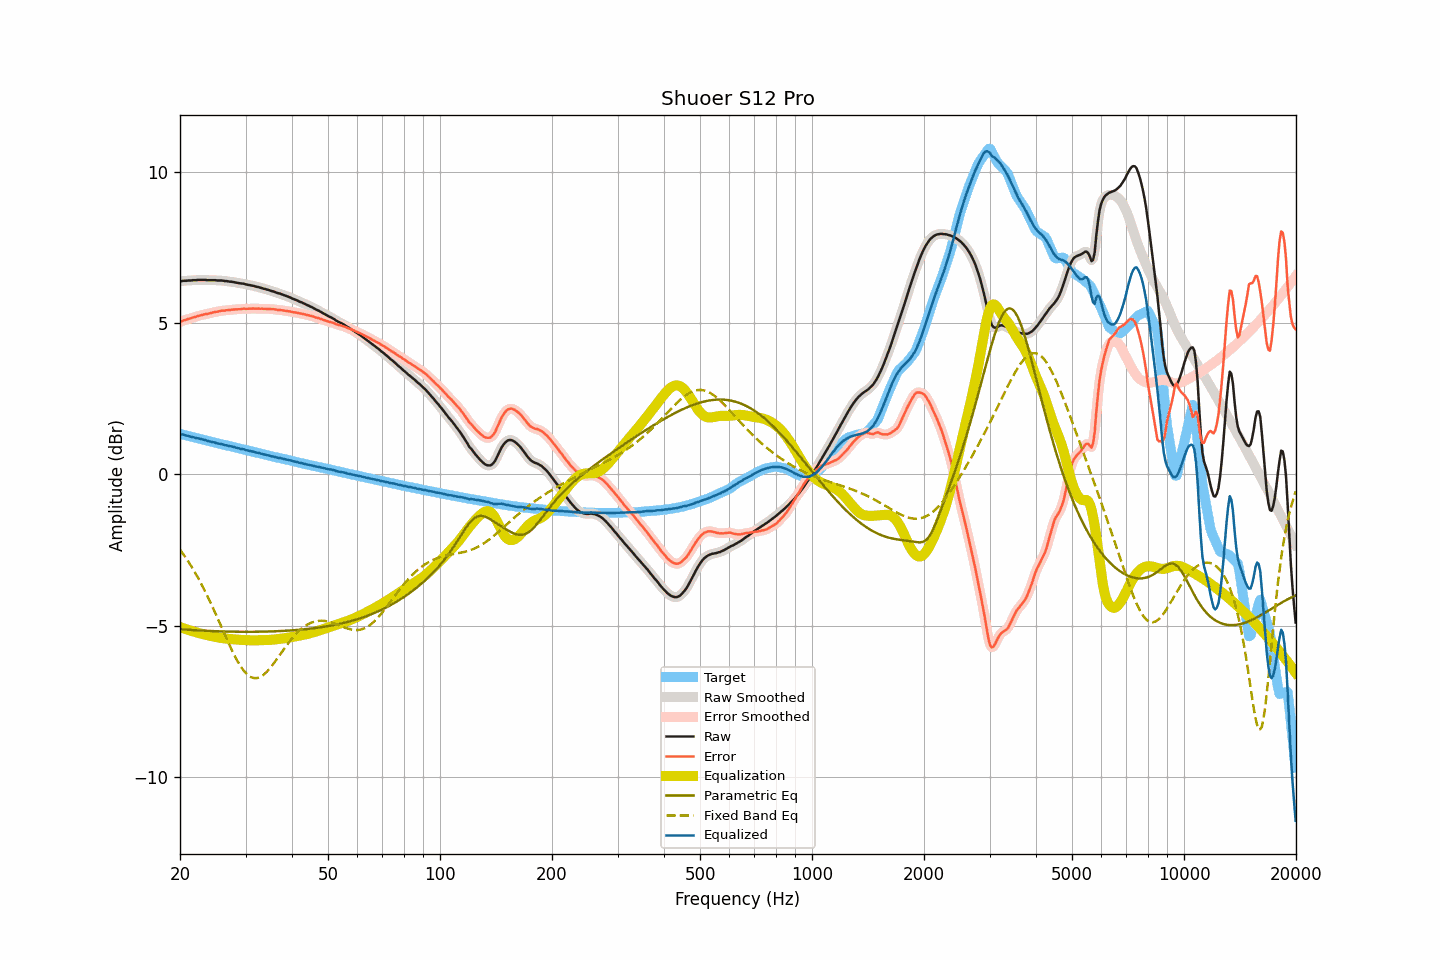 Shuoer S12 Pro
10
5
0
−5
−10
Amplitude (dBr)
Target
Raw Smoothed
Error Smoothed
Raw
Error
Equalization
Parametric Eq
Fixed Band Eq
Equalized
20 50 100 200 500 1000 2000 5000 10000 20000
Frequency (Hz)